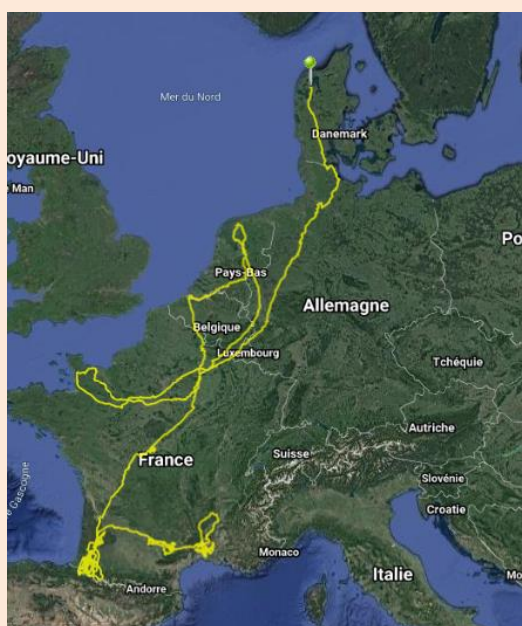 Mer du Nord
Danemark
oyaume-Uni
e Man
Po
Pays-Bas
Allemagne
Belgique
Luxembourg
Tchéquie
Autriche
France
Suisse
Slovénie
Croatie
e Gascogne
Monaco
Italie
Andorre
Mo